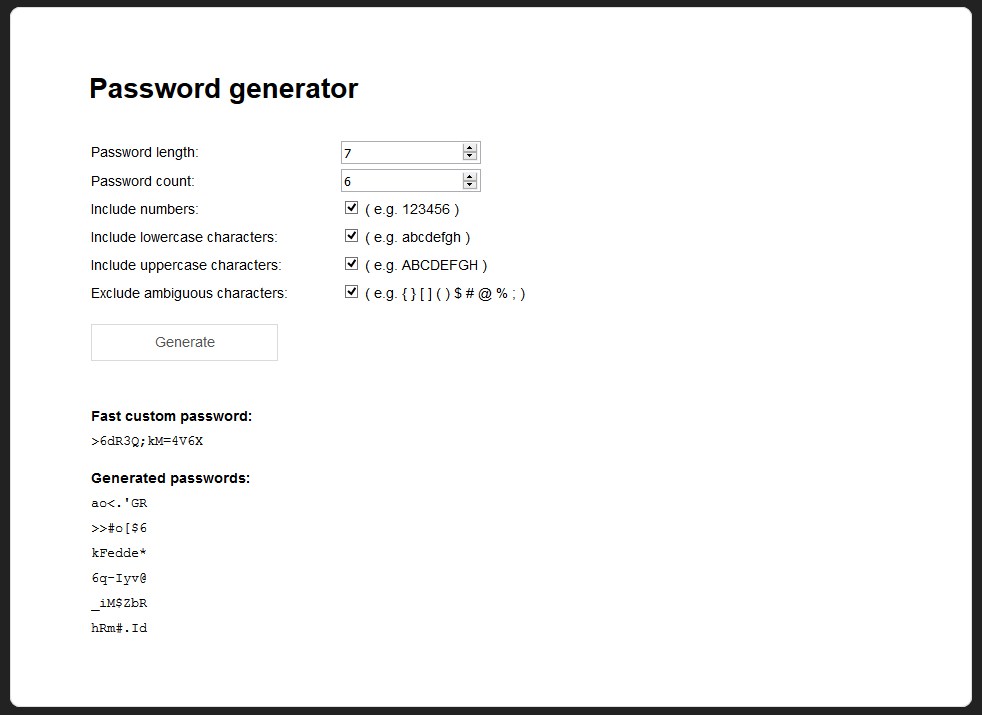 Password generator
Password length: 7
Password count: 6
Include numbers: ( e.g. 123456 )
Include lowercase characters: ( e.g. abcdefgh )
Include uppercase characters: ( e.g. ABCDEFGH )
Exclude ambiguous characters: ( e.g. { } [ ] ( ) $ # @ % ; )
Generate
Fast custom password:
>6dR3Q;kM=4V6X
Generated passwords:
ao<.'GR
>>#o[$6
kFedde*
6q-Iyv@
_iM$ZbR
hRm#.Id